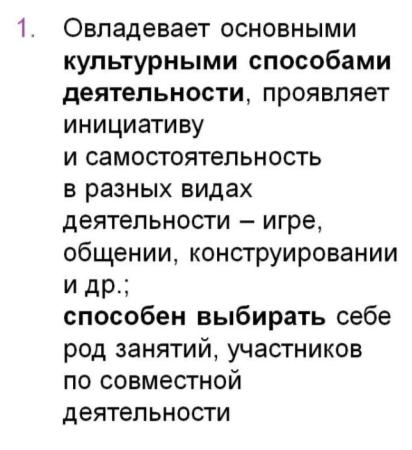 1. Овладевает основными
культурными способами
деятельности, проявляет
инициативу
и самостоятельность
в разных видах
деятельности – игре,
общении, конструировании
и др.;
способен выбирать себе
род занятий, участников
по совместной
деятельности